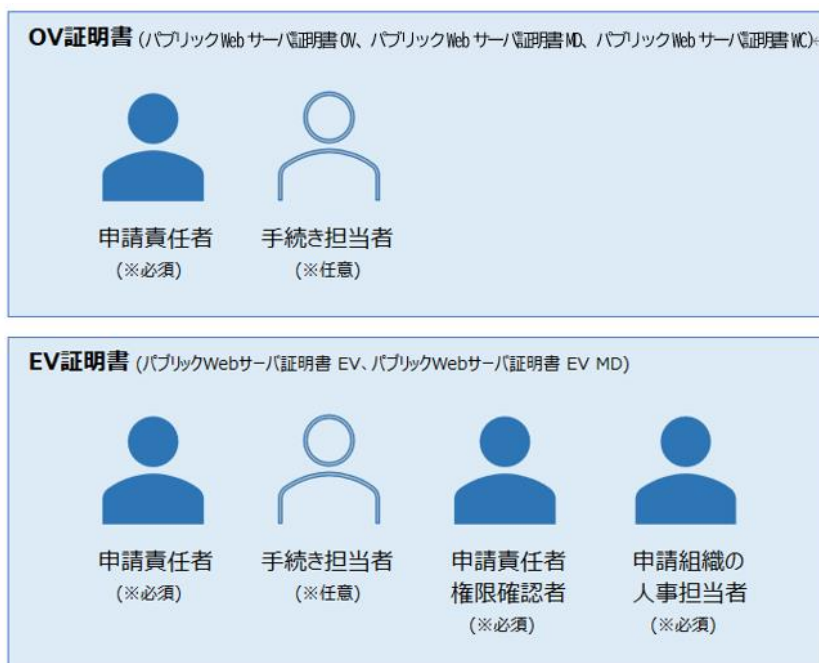 OV証明書 (パブリックWebサーバ証明書OV、パブリックWebサーバ証明書MD、パブリックWebサーバ証明書WC)
申請責任者 手続き担当者
(※必須) (※任意)
EV証明書 (パブリックWebサーバ証明書 EV、パブリックWebサーバ証明書 EV MD)
申請責任者 手続き担当者 申請責任者 申請組織の
(※必須) (※任意) 権限確認者 人事担当者
(※必須) (※必須)